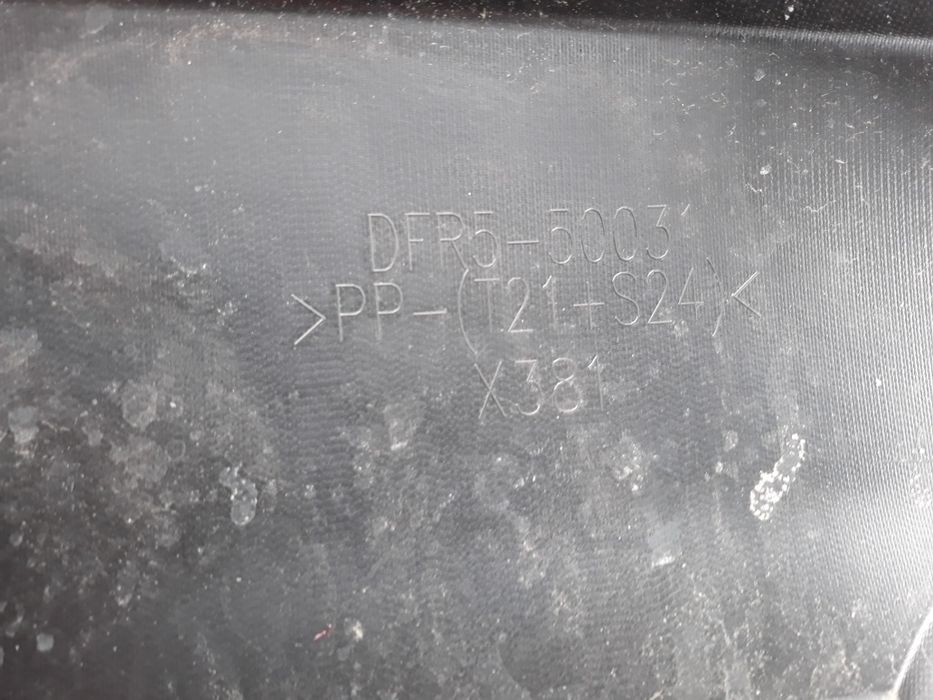 DFR5-50031
>PP-(T21+S24)<
X381